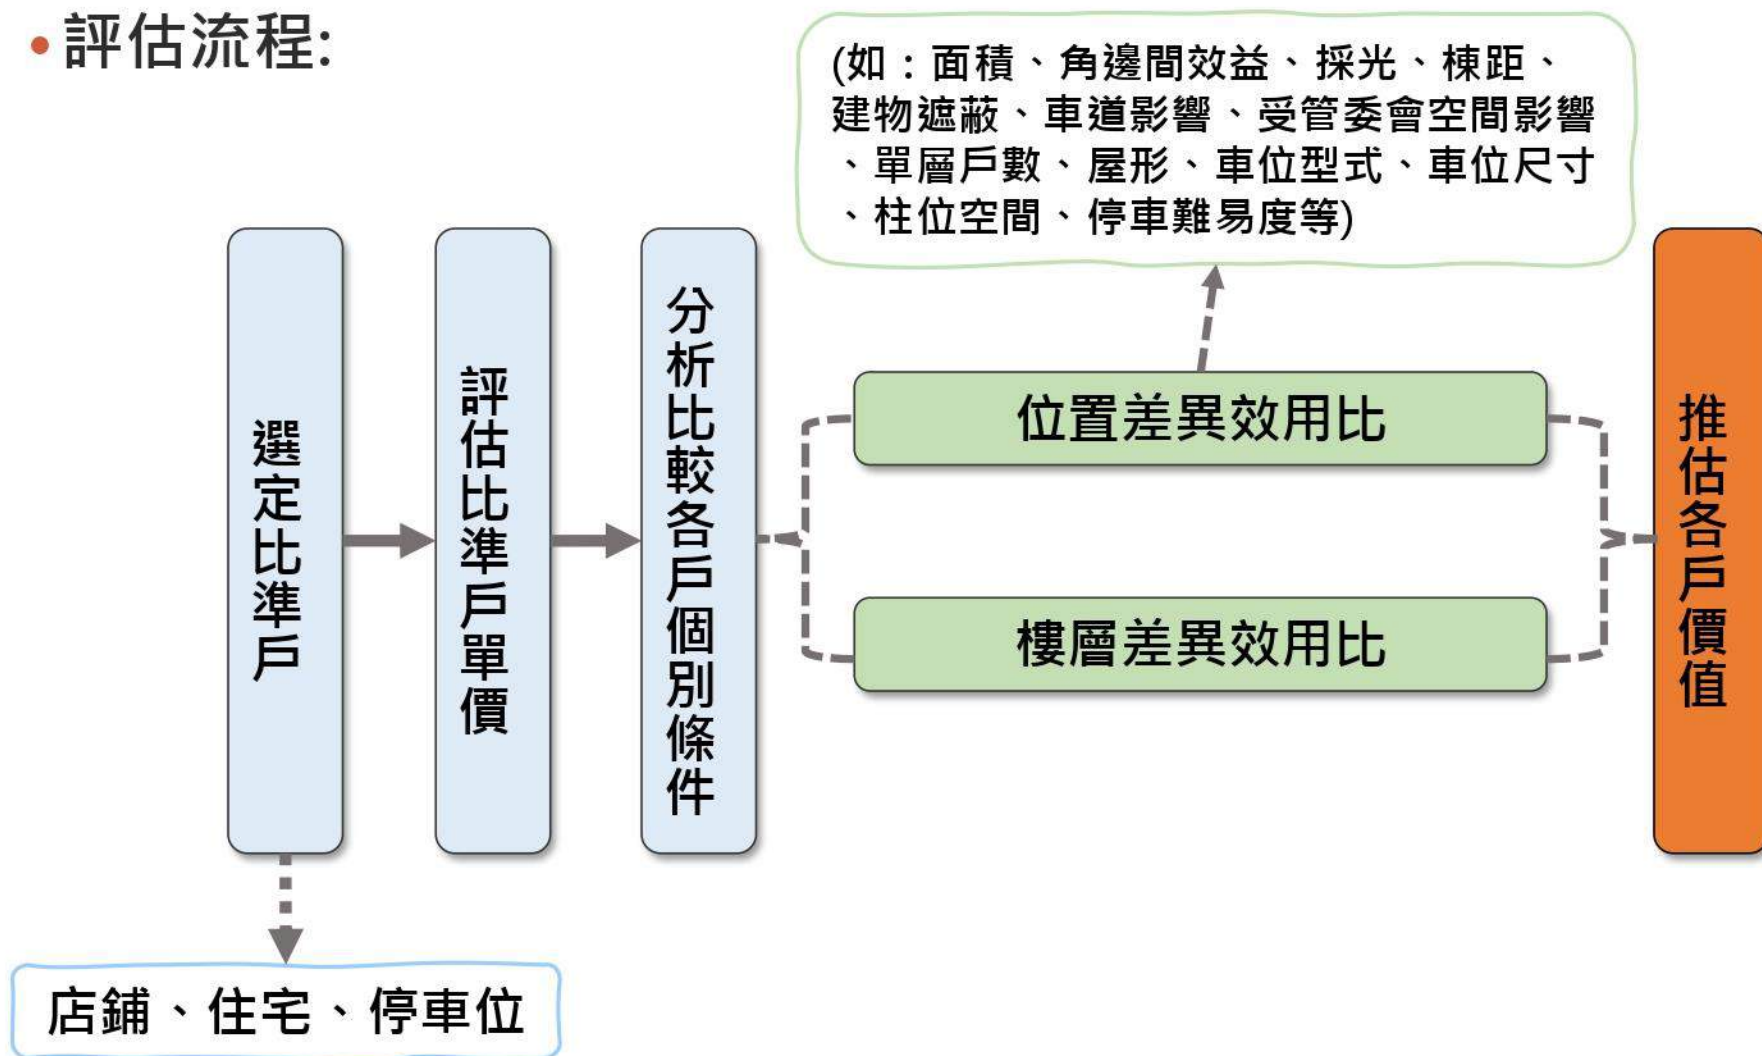 •評估流程:
(如：面積、角邊間效益、採光、棟距、
建物遮蔽、車道影響、受管委會空間影響
、單層戶數、屋形、車位型式、車位尺寸
、柱位空間、停車難易度等)
選定比準戶
評估比準戶單價
分析比較各戶個別條件
位置差異效用比
樓層差異效用比
推估各戶價值
店鋪、住宅、停車位